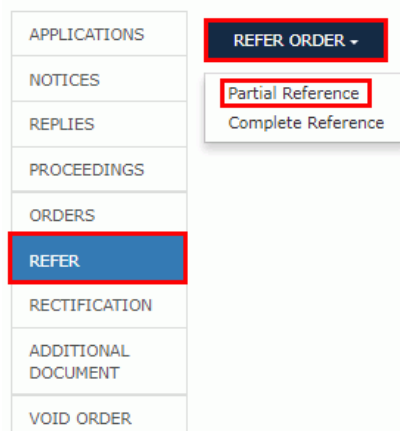 APPLICATIONS
NOTICES
REPLIES
PROCEEDINGS
ORDERS
REFER
RECTIFICATION
ADDITIONAL
DOCUMENT
VOID ORDER
REFER ORDER
Partial Reference
Complete Reference